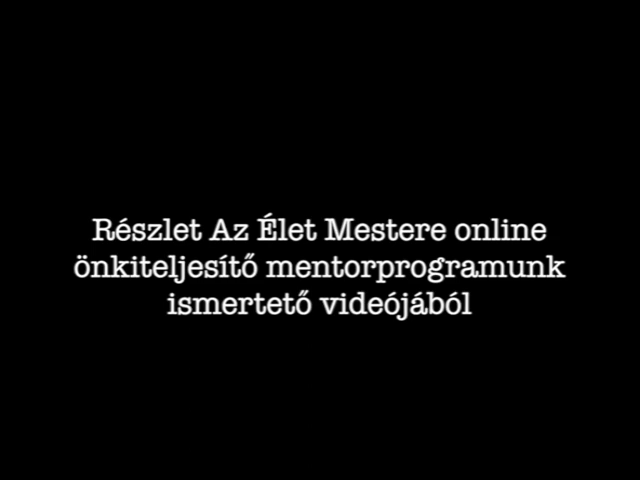 Részlet Az Élet Mestere online
önkiteljesítő mentorprogramunk
ismertető videójából